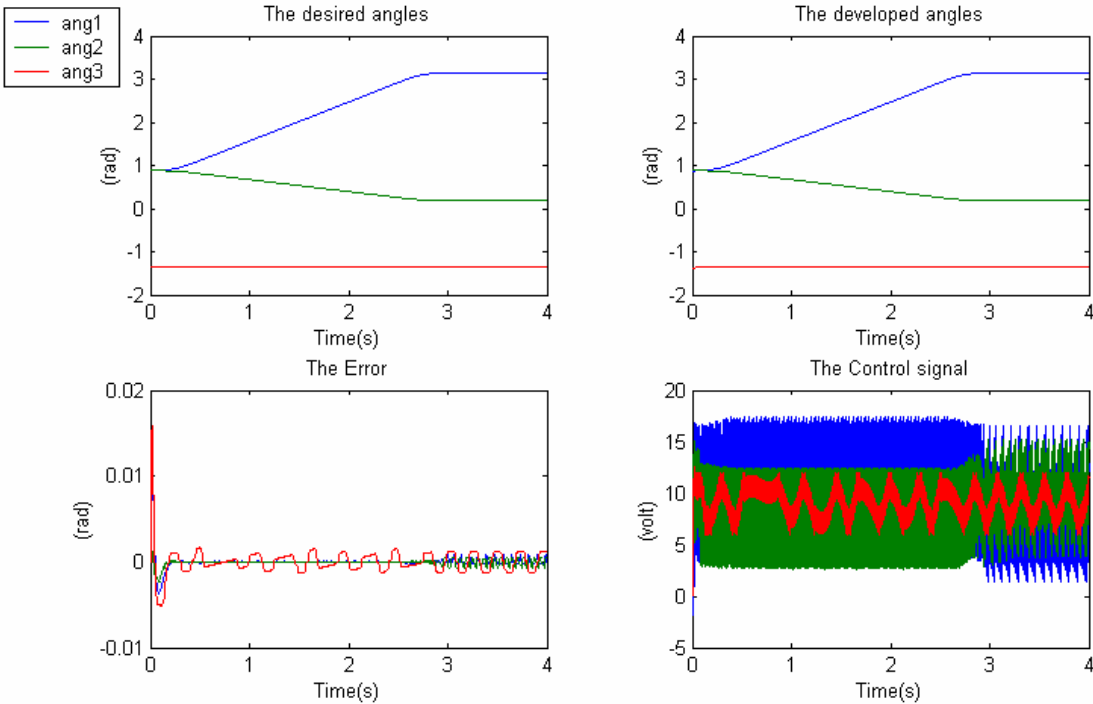 ang1
ang2
ang3
The desired angles
4
3
2
1
0
-1
-2
(rad)
0
1
2
3
4
Time(s)
The developed angles
4
3
2
1
0
-1
-2
(rad)
0
1
2
3
4
Time(s)
The Error
0.02
0.01
0
-0.01
(rad)
0
1
2
3
4
Time(s)
The Control signal
20
15
10
5
0
-5
(volt)
0
1
2
3
4
Time(s)